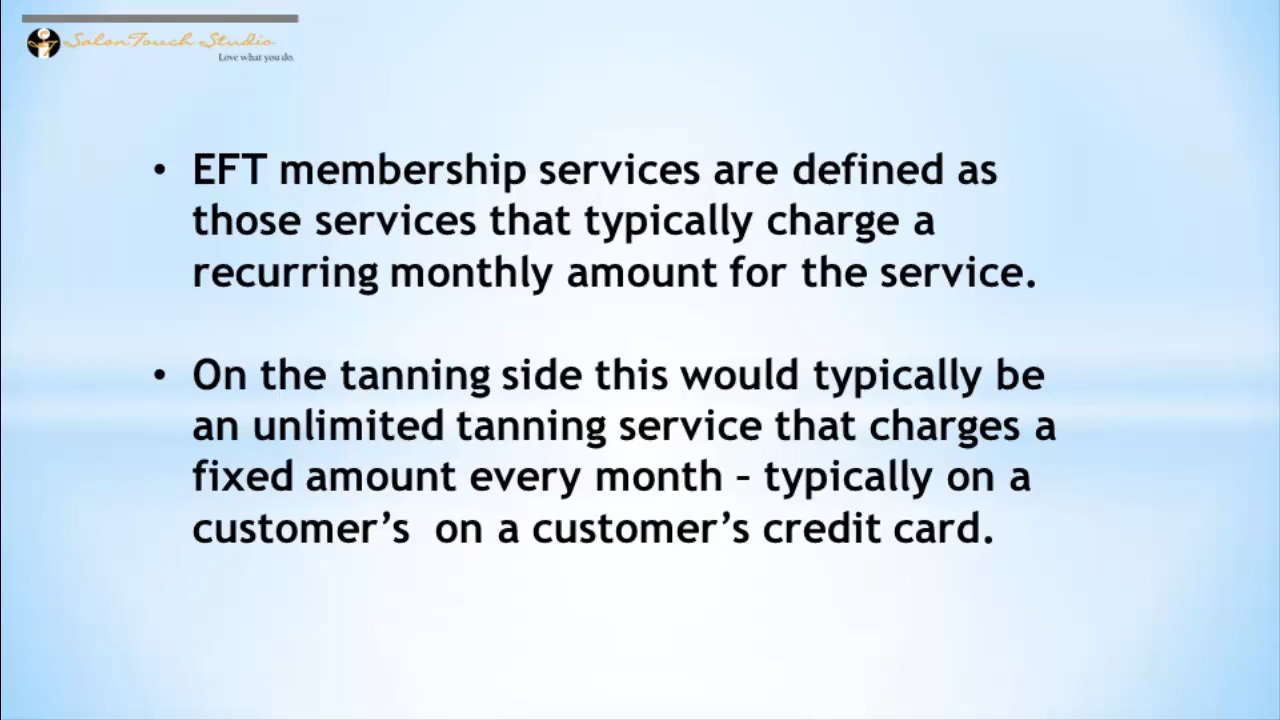 SalonTouch Studio
Love what you do.
• EFT membership services are defined as
those services that typically charge a
recurring monthly amount for the service.
• On the tanning side this would typically be
an unlimited tanning service that charges a
fixed amount every month – typically on a
customer’s  on a customer’s credit card.